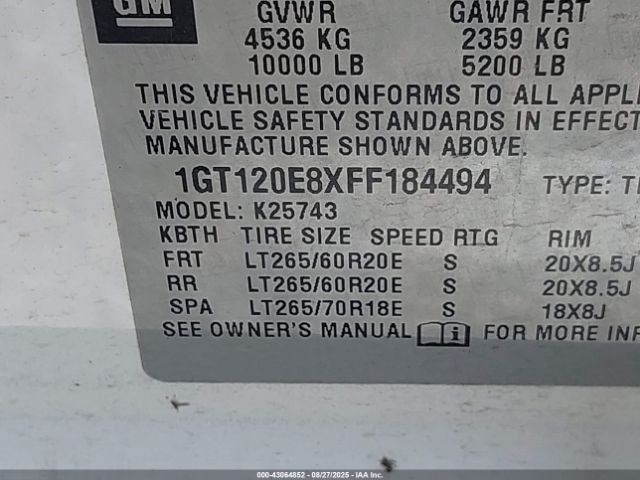 GM
GVWR GAWR FRT
4536 KG 2359 KG
10000 LB 5200 LB
THIS VEHICLE CONFORMS TO ALL APPLI
VEHICLE SAFETY STANDARDS IN EFFECT
MANUFACTURE SHOWN ABOVE.
1GT120E8XFF184494 TYPE: T
MODEL: K25743
KBTH TIRE SIZE SPEED RTG RIM
FRT LT265/60R20E S 20X8.5J
RR LT265/60R20E S 20X8.5J
SPA LT265/70R18E S 18X8J
SEE OWNER'S MANUAL i FOR MORE INF
000-43064852 - 08/27/2025 - IAAI.COM